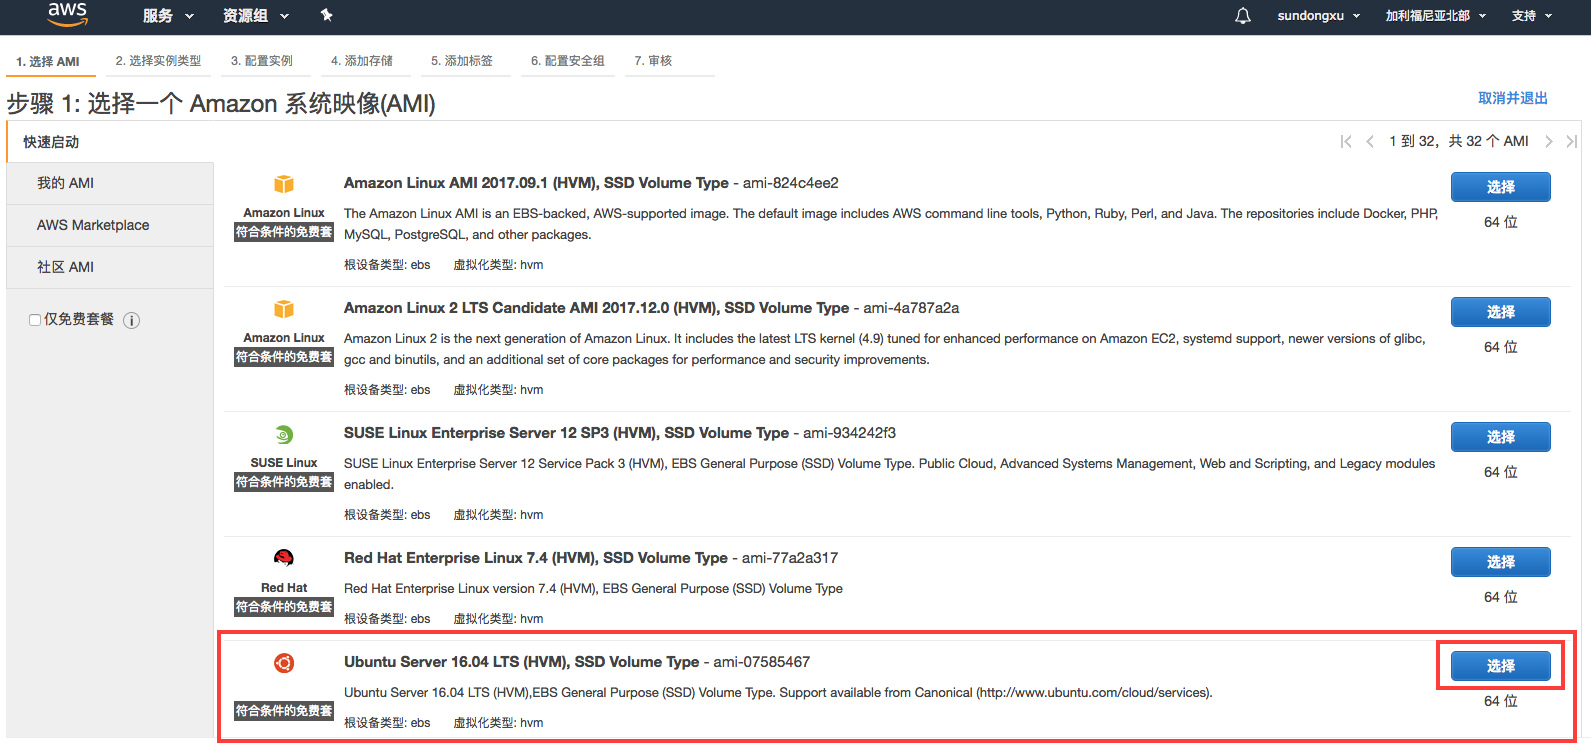 aws 服务 资源组 sundongxu 加利福尼亚北部 支持
1. 选择 AMI 2. 选择实例类型 3. 配置实例 4. 添加存储 5. 添加标签 6. 配置安全组 7. 审核
步骤 1: 选择一个 Amazon 系统映像(AMI)
取消并退出
快速启动
我的 AMI
AWS Marketplace
社区 AMI
仅免费套餐
1 到 32，共 32 个 AMI
Amazon Linux
符合条件的免费套
Amazon Linux AMI 2017.09.1 (HVM), SSD Volume Type - ami-824c4ee2
The Amazon Linux AMI is an EBS-backed, AWS-supported image. The default image includes AWS command line tools, Python, Ruby, Perl, and Java. The repositories include Docker, PHP,
MySQL, PostgreSQL, and other packages.
根设备类型: ebs 虚拟化类型: hvm
选择
64 位
Amazon Linux
符合条件的免费套
Amazon Linux 2 LTS Candidate AMI 2017.12.0 (HVM), SSD Volume Type - ami-4a787a2a
Amazon Linux 2 is the next generation of Amazon Linux. It includes the latest LTS kernel (4.9) tuned for enhanced performance on Amazon EC2, systemd support, newer versions of glibc,
gcc and binutils, and an additional set of core packages for performance and security improvements.
根设备类型: ebs 虚拟化类型: hvm
选择
64 位
SUSE Linux
符合条件的免费套
SUSE Linux Enterprise Server 12 SP3 (HVM), SSD Volume Type - ami-934242f3
SUSE Linux Enterprise Server 12 Service Pack 3 (HVM), EBS General Purpose (SSD) Volume Type. Public Cloud, Advanced Systems Management, Web and Scripting, and Legacy modules
enabled.
根设备类型: ebs 虚拟化类型: hvm
选择
64 位
Red Hat
符合条件的免费套
Red Hat Enterprise Linux 7.4 (HVM), SSD Volume Type - ami-77a2a317
Red Hat Enterprise Linux version 7.4 (HVM), EBS General Purpose (SSD) Volume Type
根设备类型: ebs 虚拟化类型: hvm
选择
64 位
符合条件的免费套
Ubuntu Server 16.04 LTS (HVM), SSD Volume Type - ami-07585467
Ubuntu Server 16.04 LTS (HVM),EBS General Purpose (SSD) Volume Type. Support available from Canonical (http://www.ubuntu.com/cloud/services).
根设备类型: ebs 虚拟化类型: hvm
选择
64 位